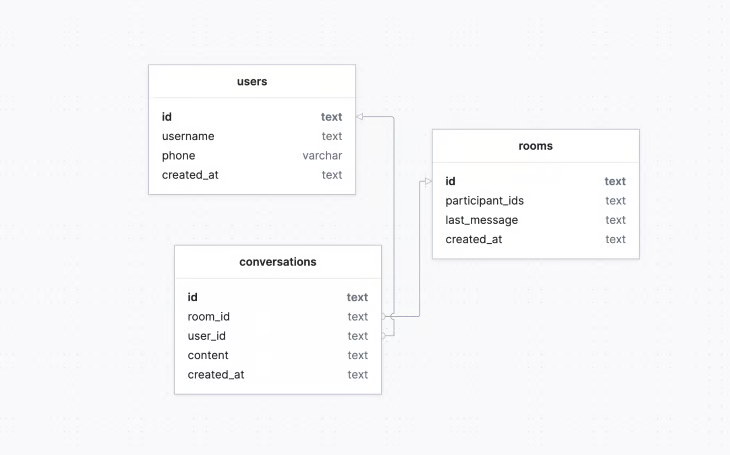 users
id text
username text
phone varchar
created_at text
rooms
id text
participant_ids text
last_message text
created_at text
conversations
id text
room_id text
user_id text
content text
created_at text